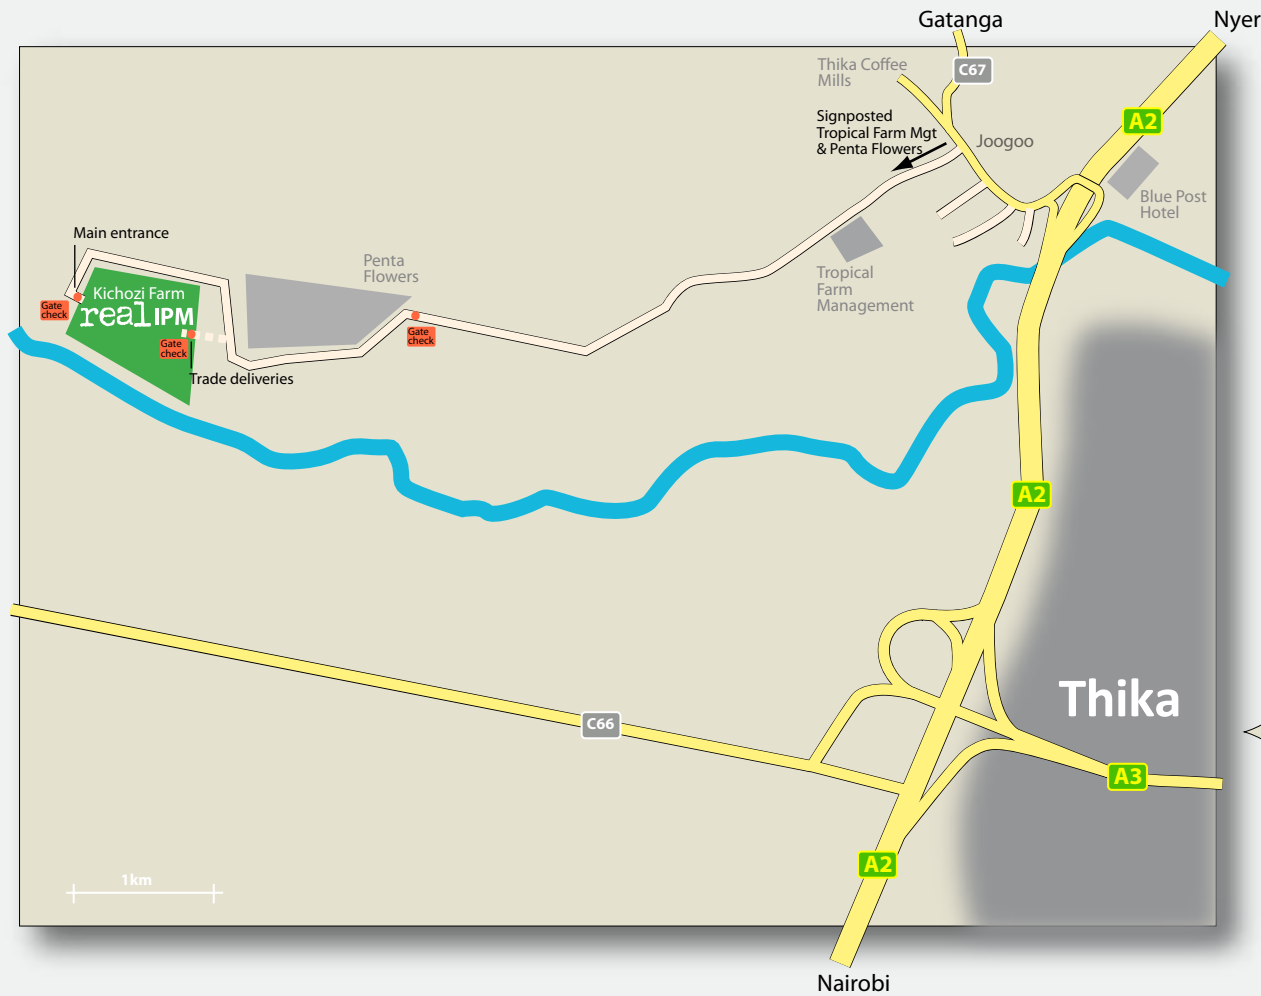 Gatanga
Nyer
Thika Coffee
Mills
C67
A2
Signposted
Tropical Farm Mgt
& Penta Flowers
Joogoo
Blue Post
Hotel
Main entrance
Penta
Flowers
Tropical
Farm
Management
Kichozi Farm
real IPM
Gate
check
Gate
check
Gate
check
Trade deliveries
A2
Thika
C66
A3
A2
1km
Nairobi